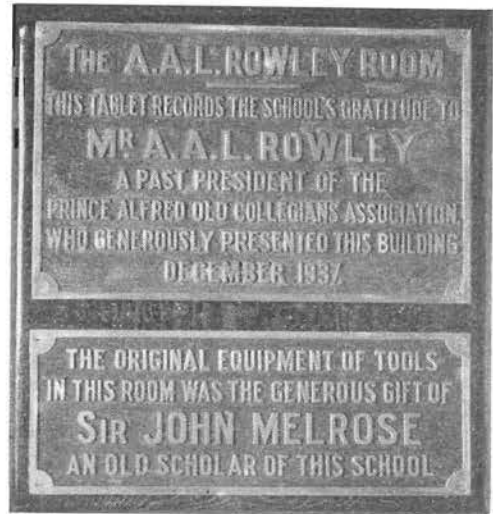 THE A.A.L. ROWLEY ROOM
THIS TABLET RECORDS THE SCHOOL'S GRATITUDE TO
MR A.A.L. ROWLEY
A PAST PRESIDENT OF THE
PRINCE ALFRED OLD COLLEGIANS ASSOCIATION,
WHO GENEROUSLY PRESENTED THIS BUILDING
DECEMBER 1937
THE ORIGINAL EQUIPMENT OF TOOLS
IN THIS ROOM WAS THE GENEROUS GIFT OF
SIR JOHN MELROSE
AN OLD SCHOLAR OF THIS SCHOOL